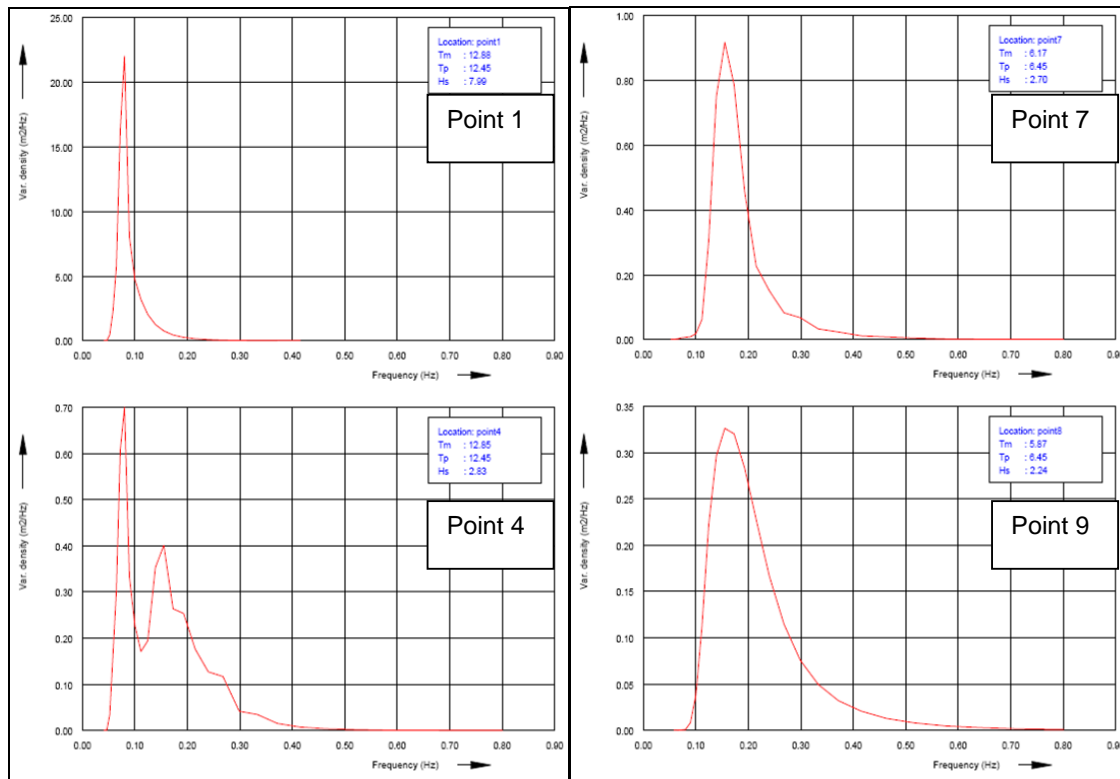 25.00
20.00
15.00
10.00
5.00
0.00
Var. density (m2/Hz)
0.00 0.10 0.20 0.30 0.40 0.50 0.60 0.70 0.80 0.90
Frequency (Hz)
Location: point1
Tm : 12.88
Tp : 12.45
Hs : 7.99
Point 1
1.00
0.80
0.60
0.40
0.20
0.00
Var. density (m2/Hz)
0.00 0.10 0.20 0.30 0.40 0.50 0.60 0.70 0.80 0.90
Frequency (Hz)
Location: point7
Tm : 6.17
Tp : 6.45
Hs : 2.70
Point 7
0.70
0.60
0.50
0.40
0.30
0.20
0.10
0.00
Var. density (m2/Hz)
0.00 0.10 0.20 0.30 0.40 0.50 0.60 0.70 0.80 0.90
Frequency (Hz)
Location: point4
Tm : 12.85
Tp : 12.45
Hs : 2.83
Point 4
0.35
0.30
0.25
0.20
0.15
0.10
0.05
0.00
Var. density (m2/Hz)
0.00 0.10 0.20 0.30 0.40 0.50 0.60 0.70 0.80 0.90
Frequency (Hz)
Location: point8
Tm : 5.87
Tp : 6.45
Hs : 2.24
Point 9